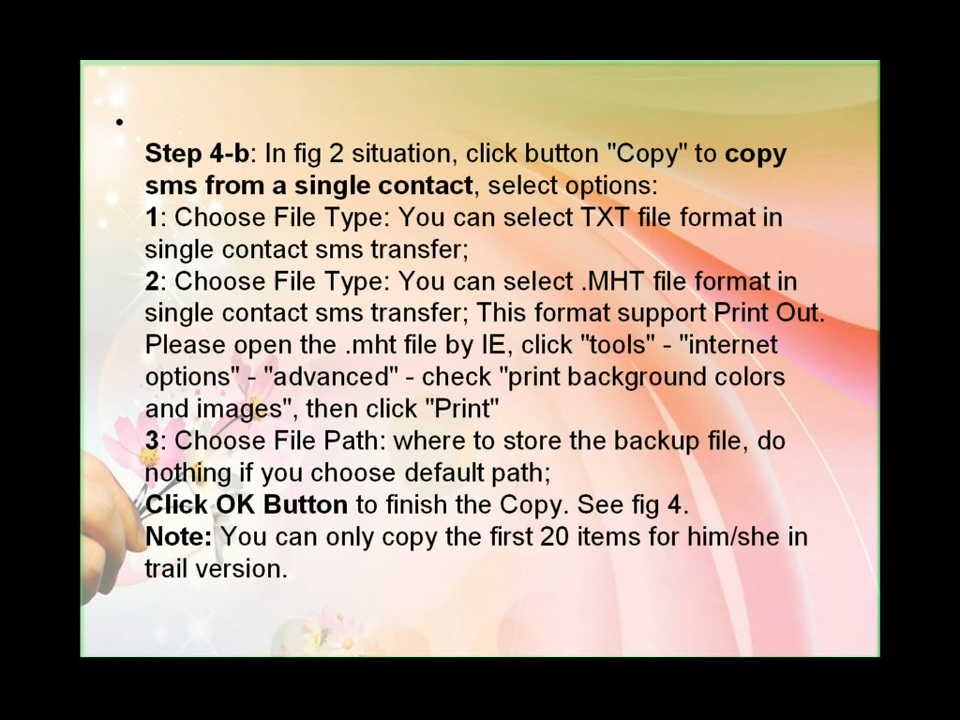 •
Step 4-b: In fig 2 situation, click button "Copy" to copy
sms from a single contact, select options:
1: Choose File Type: You can select TXT file format in
single contact sms transfer;
2: Choose File Type: You can select .MHT file format in
single contact sms transfer; This format support Print Out.
Please open the .mht file by IE, click "tools" - "internet
options" - "advanced" - check "print background colors
and images", then click "Print"
3: Choose File Path: where to store the backup file, do
nothing if you choose default path;
Click OK Button to finish the Copy. See fig 4.
Note: You can only copy the first 20 items for him/she in
trail version.